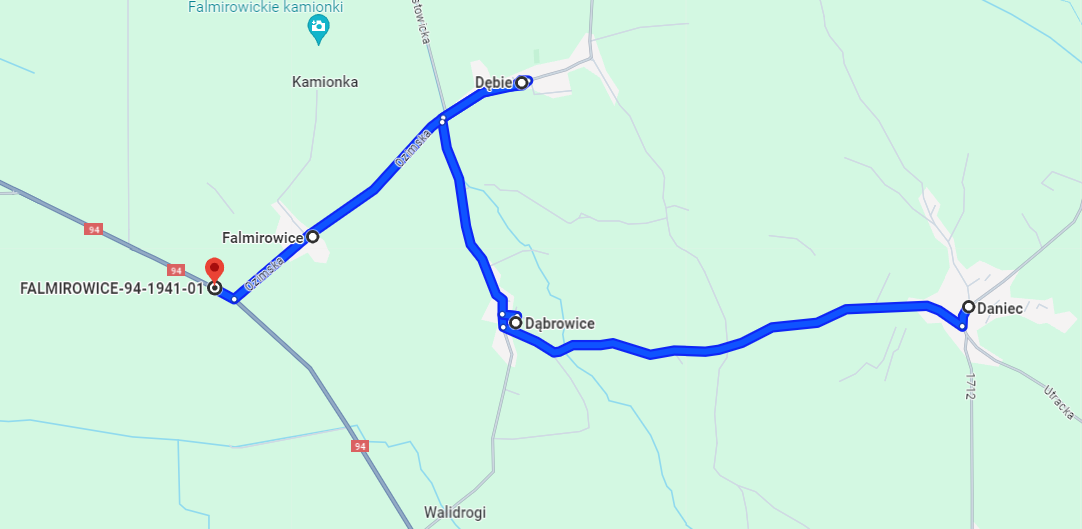 Falmirowickie kamionki
Kamionka
Dębie
Ozimska
94
Falmirowice
94
Ozimska
FALMIROWICE-94-1941-01
Dąbrowice
Daniec
1712
Utracka
94
Walidrogi